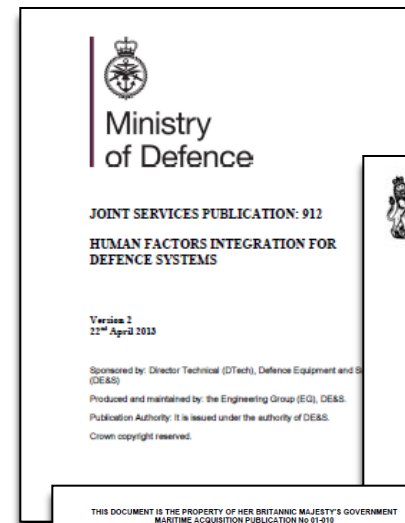 Ministry
of Defence
JOINT SERVICES PUBLICATION: 912
HUMAN FACTORS INTEGRATION FOR
DEFENCE SYSTEMS
Version 2
22nd April 2013
Sponsored by: Director Technical (DTech), Defence Equipment and S
(DE&S)
Produced and maintained by: the Engineering Group (EG), DE&S.
Publication Authority: It is issued under the authority of DE&S.
Crown copyright reserved.
THIS DOCUMENT IS THE PROPERTY OF HER BRITANNIC MAJESTY'S GOVERNMENT
MARITIME ACQUISITION PUBLICATION No 01-010